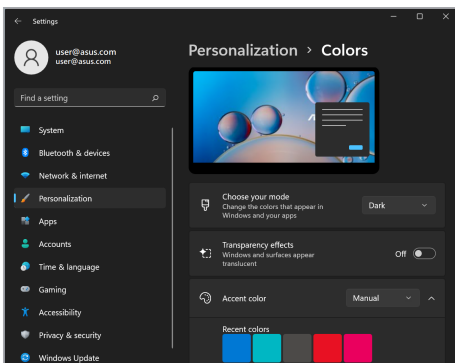 Settings
user@asus.com
user@asus.com
Find a setting
System
Bluetooth & devices
Network & internet
Personalization
Apps
Accounts
Time & language
Gaming
Accessibility
Privacy & security
Windows Update
Personalization > Colors
Choose your mode
Change the colors that appear in
Windows and your apps
Dark
Transparency effects
Windows and surfaces appear
translucent
Off
Accent color
Manual
Recent colors